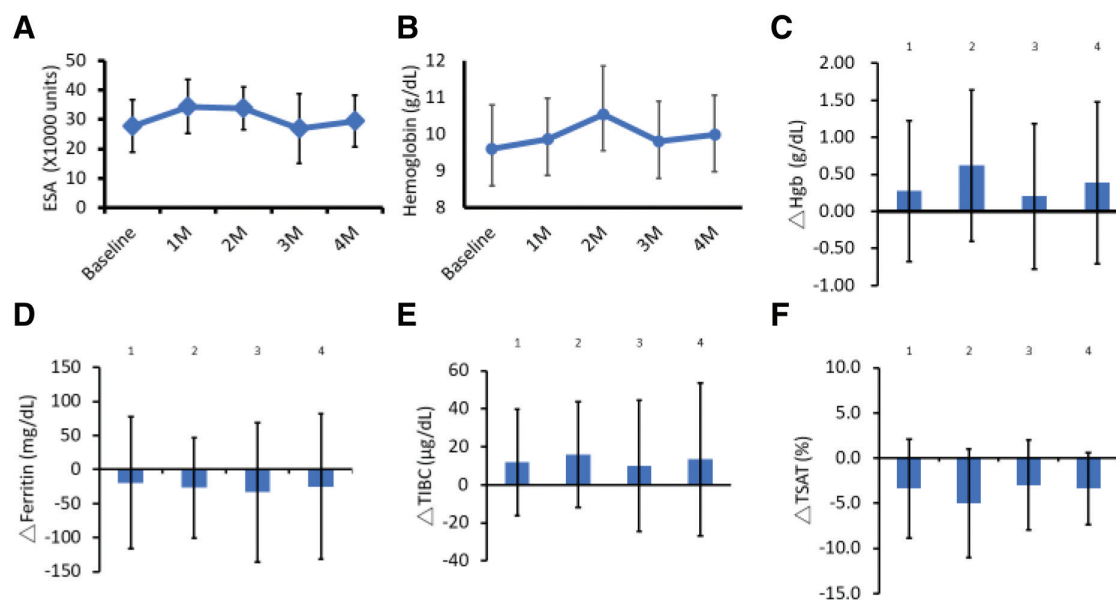 A
ESA (X1000 units)
50
40
30
20
10
0
Baseline
1M
2M
3M
4M
B
Hemoglobin (g/dL)
12
11
10
9
8
Baseline
1M
2M
3M
4M
C
1 2 3 4
△Hgb (g/dL)
2.00
1.50
1.00
0.50
0.00
-0.50
-1.00
D
1 2 3 4
△Ferritin (mg/dL)
150
100
50
0
-50
-100
-150
E
1 2 3 4
△TIBC (µg/dL)
60
40
20
0
-20
-40
F
1 2 3 4
△TSAT (%)
10.0
5.0
0.0
-5.0
-10.0
-15.0